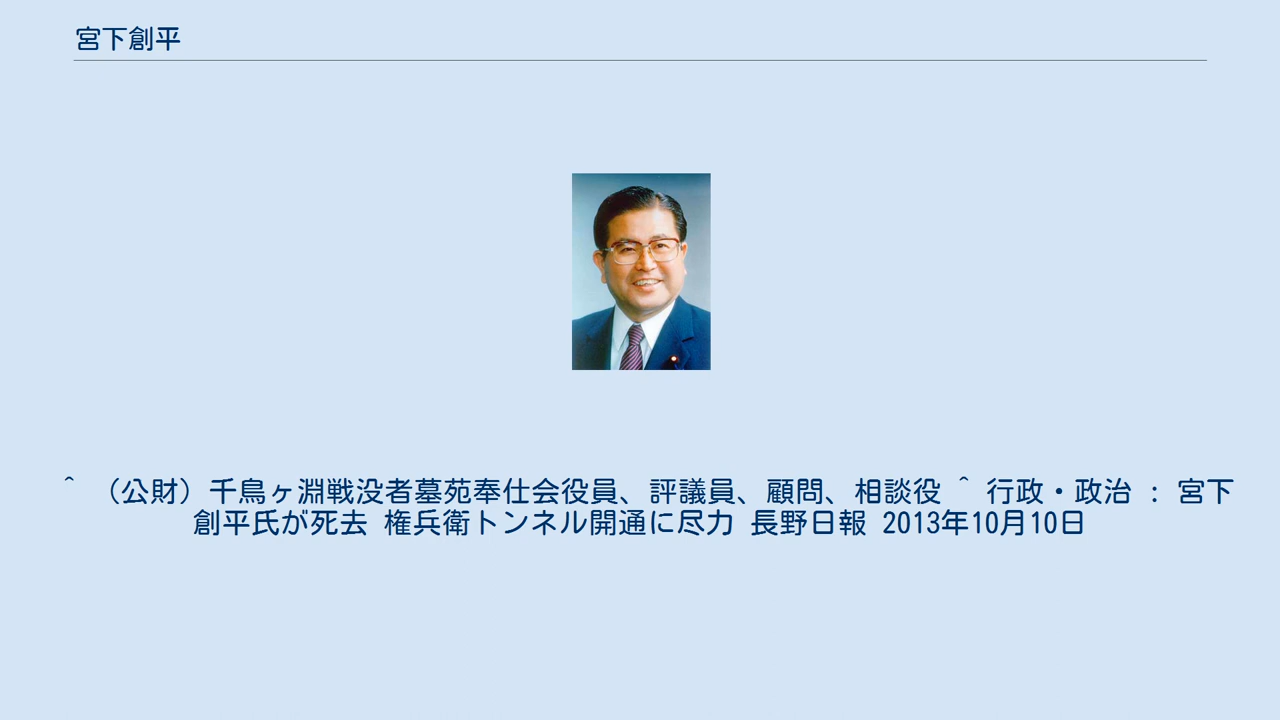 宮下創平
^ （公財）千鳥ヶ淵戦没者墓苑奉仕会役員、評議員、顧問、相談役 ^ 行政・政治 : 宮下
創平氏が死去 権兵衛トンネル開通に尽力 長野日報 2013年10月10日